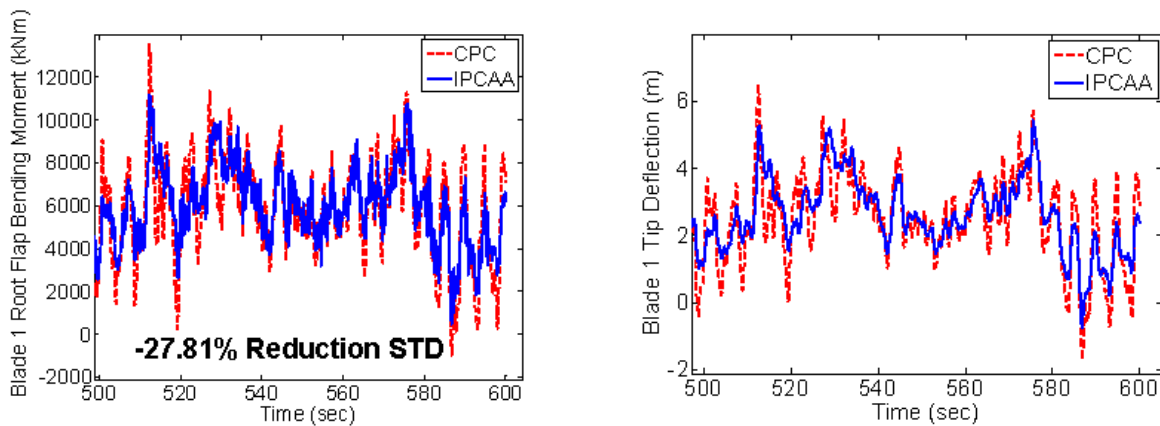 Blade 1 Root Flap Bending Moment (kNm)
12000
10000
8000
6000
4000
2000
0
-2000
CPC
IPCAA
-27.81% Reduction STD
500 520 540 560 580 600
Time (sec)
Blade 1 Tip Deflection (m)
6
4
2
0
-2
CPC
IPCAA
500 520 540 560 580 600
Time (sec)